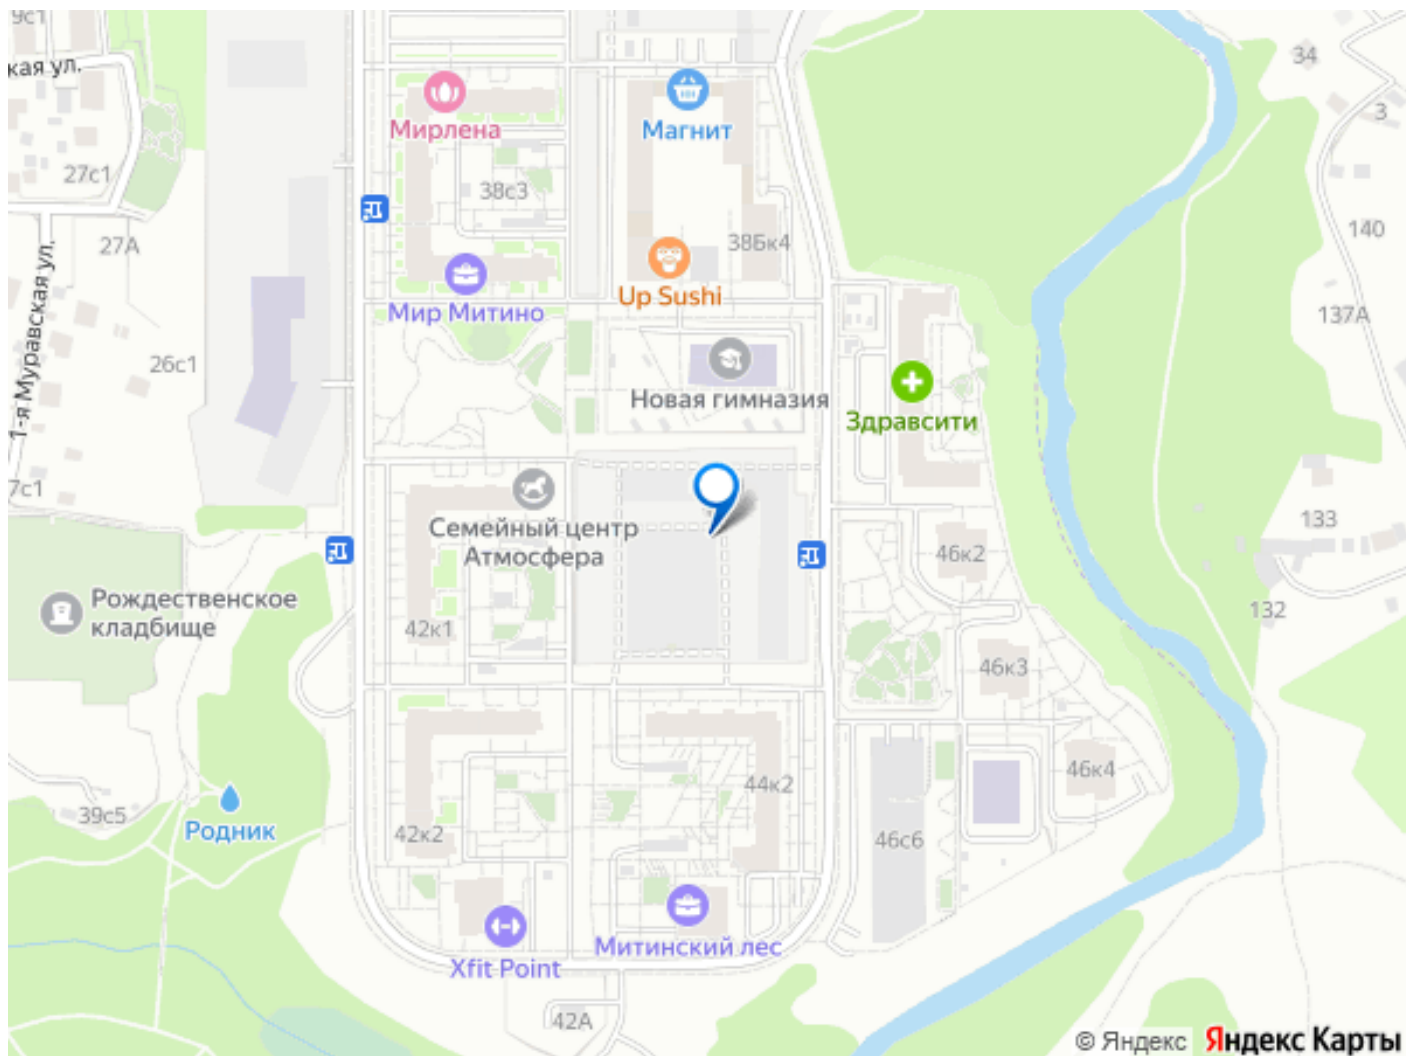 9с1
34
кая ул.
3
Мирлена
Магнит
27с1
38с3
140
27А
38Бк4
Up Sushi
Мир Митино
137А
1-я Муравская ул.
26с1
Новая гимназия
Здравсити
7с1
Семейный центр
Атмосфера
133
46к2
Рождественское
кладбище
132
42к1
46к3
46к4
44к2
39с5
Родник
42к2
46с6
Митинский лес
Xfit Point
42А
© Яндекс Яндекс Карты